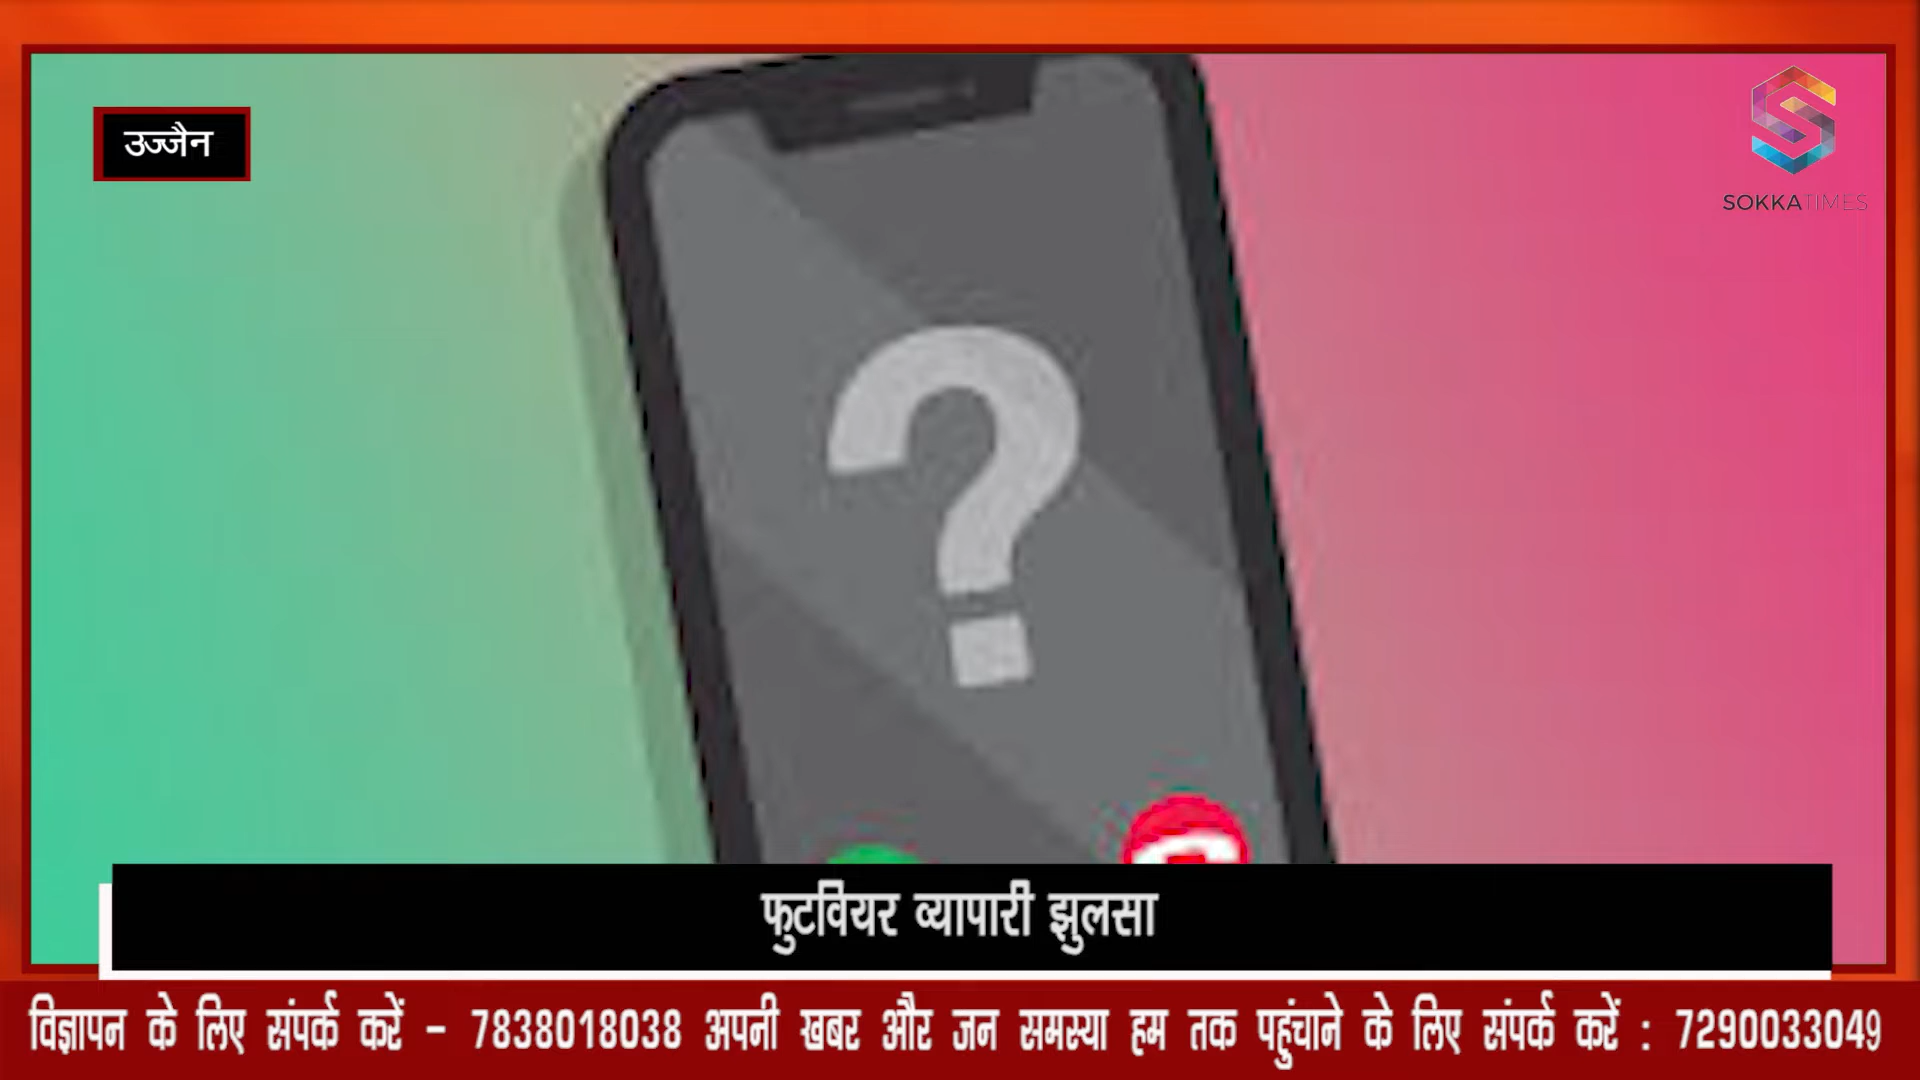 उज्जैन
SOKKATIMES
?
फुटवियर व्यापारी झुलसा
विज्ञापन के लिए संपर्क करें - 7838018038 अपनी खबर और जन समस्या हम तक पहुंचाने के लिए संपर्क करें : 7290033049